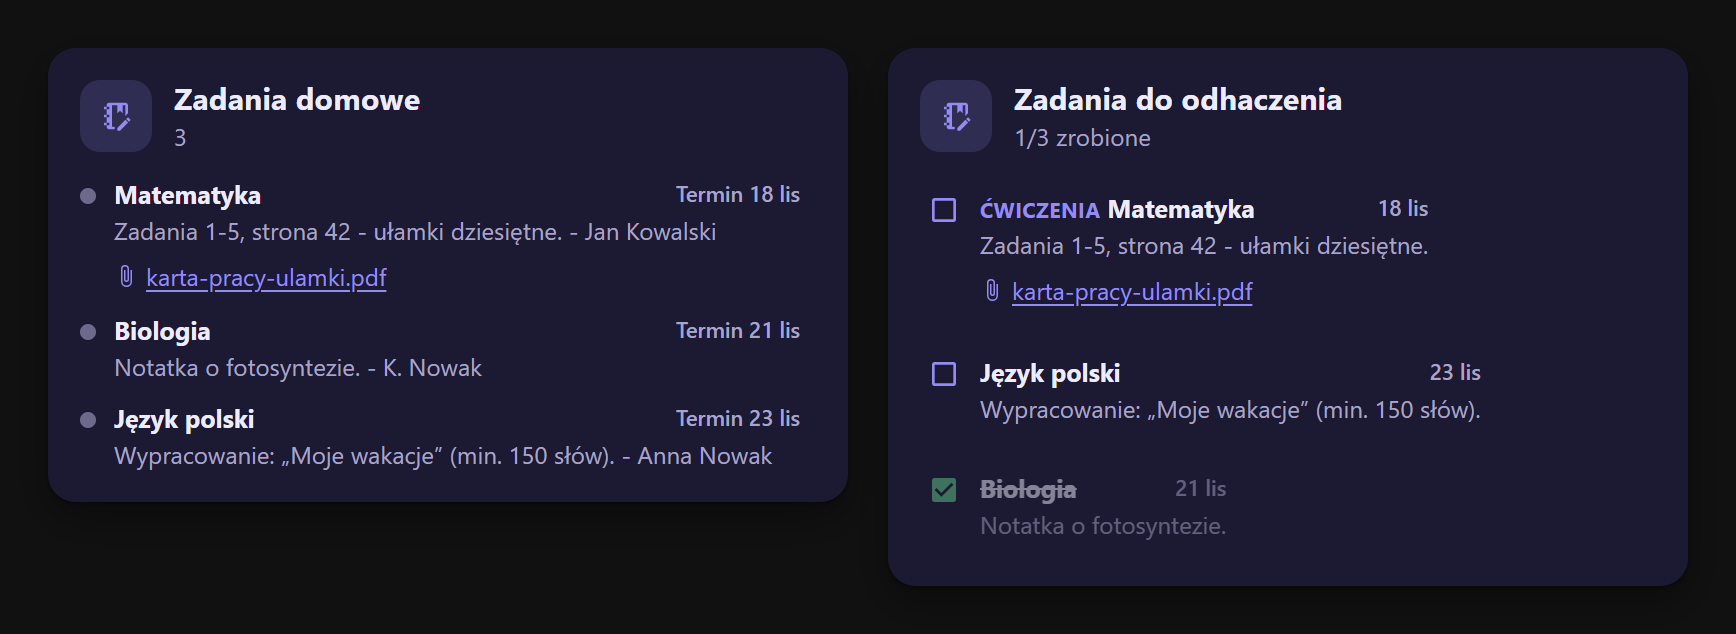 Zadania domowe
3
Matematyka Termin 18 lis
Zadania 1-5, strona 42 - ułamki dziesiętne. - Jan Kowalski
karta-pracy-ulamki.pdf
Biologia Termin 21 lis
Notatka o fotosyntezie. - K. Nowak
Język polski Termin 23 lis
Wypracowanie: „Moje wakacje” (min. 150 słów). - Anna Nowak
Zadania do odhaczenia
1/3 zrobione
ĆWICZENIA Matematyka 18 lis
Zadania 1-5, strona 42 - ułamki dziesiętne.
karta-pracy-ulamki.pdf
Język polski 23 lis
Wypracowanie: „Moje wakacje” (min. 150 słów).
Biologia 21 lis
Notatka o fotosyntezie.